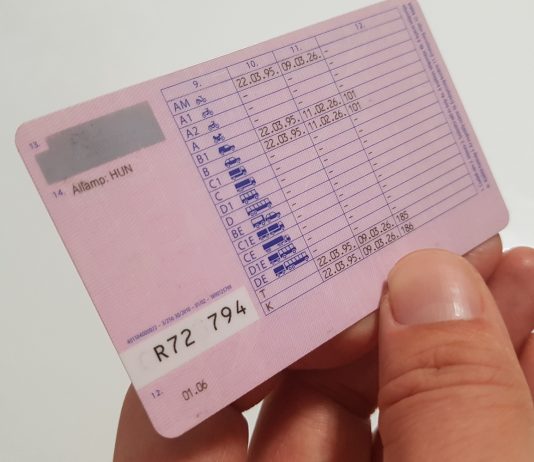 9. 10. 11. 12.
AM 22.03.95. 09.03.26. -
A1 - - -
A2 - - -
A - - -
B1 22.03.95. 11.02.26. 101
B 22.03.95. 11.02.26. 101
C1 - - -
C - - -
D1 - - -
D - - -
BE - - -
C1E - - -
CE - - -
D1E - - -
DE - - -
T 22.03.95. 09.03.26. 185
K 22.03.95. 09.03.26. 186
13.
14. Államp: HUN
R72 794
12. 01.06